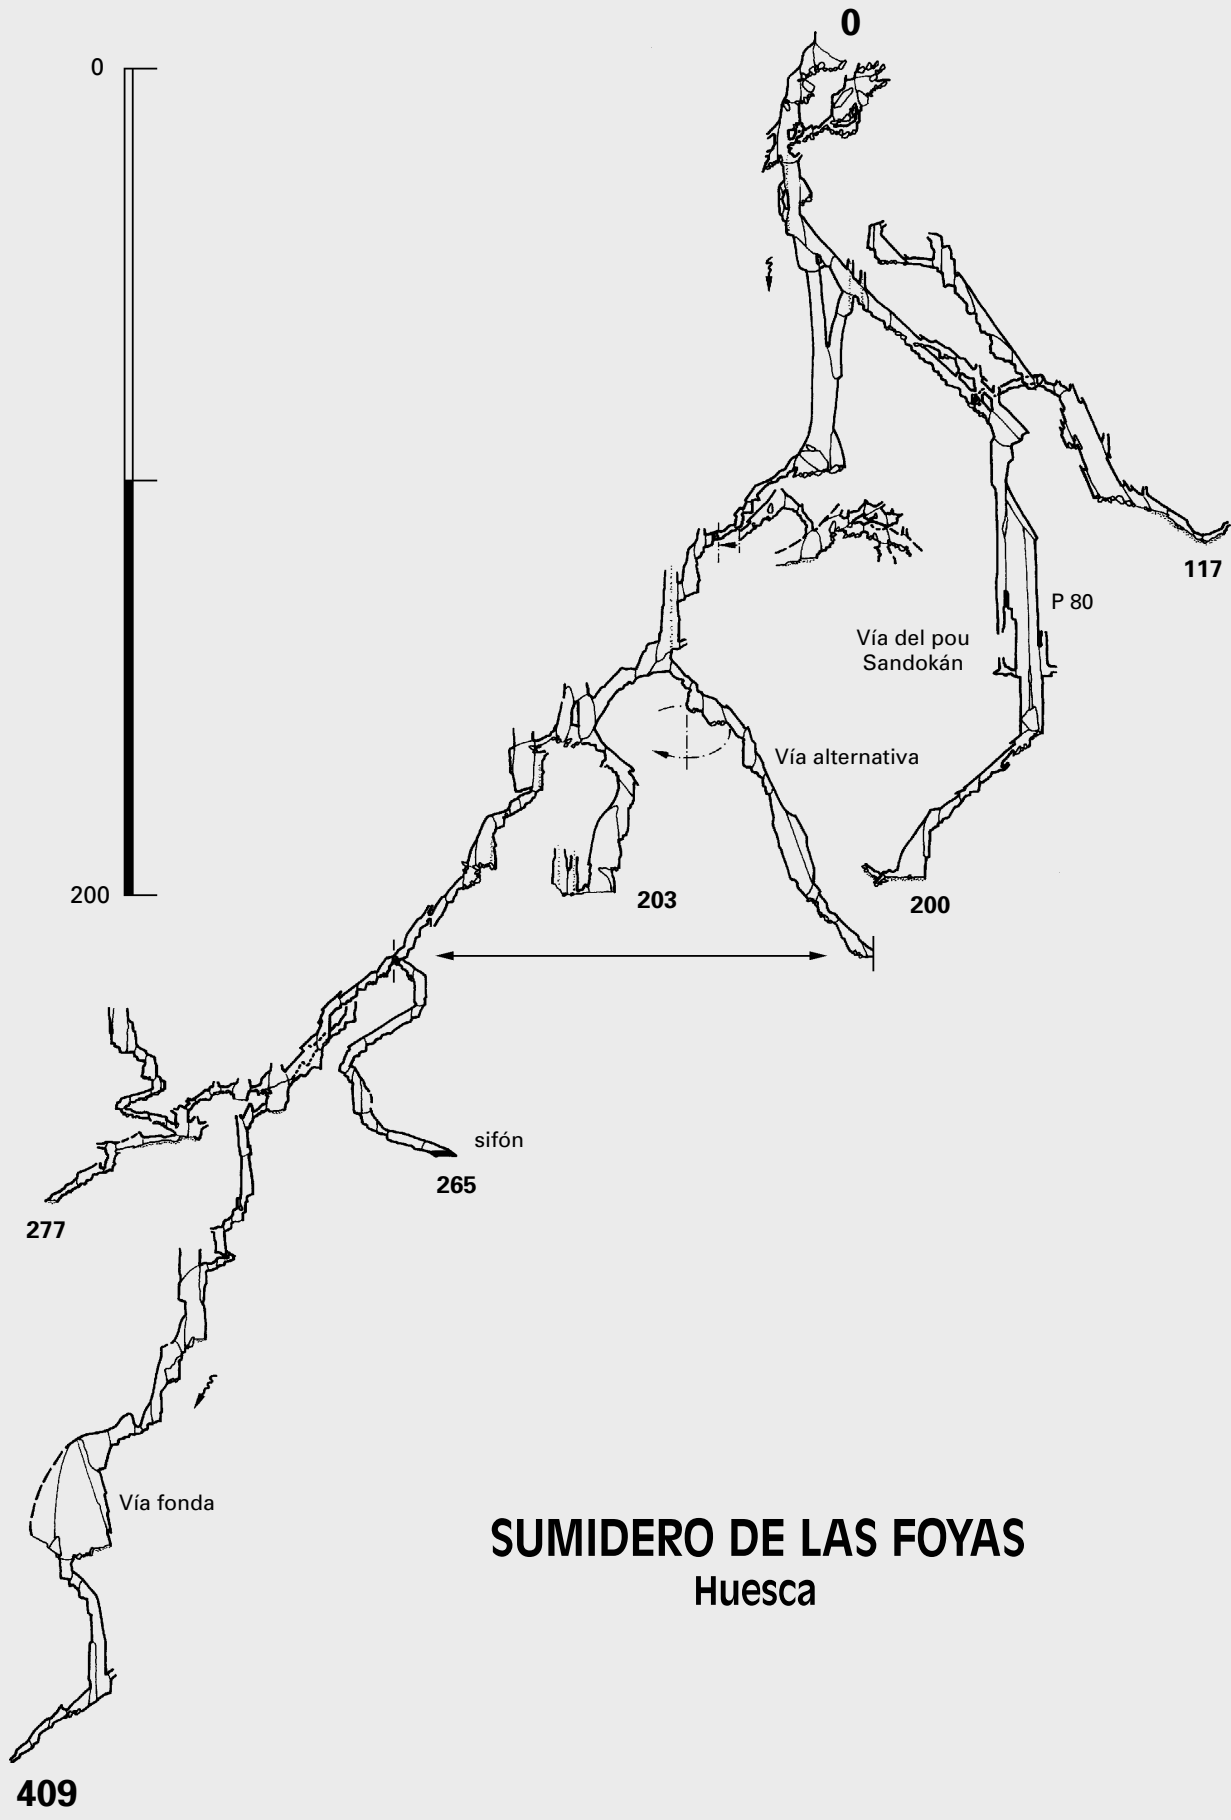 0
0
117
P 80
Vía del pou
Sandokán
Vía alternativa
200
203
200
sifón
265
277
Vía fonda
SUMIDERO DE LAS FOYAS
Huesca
409